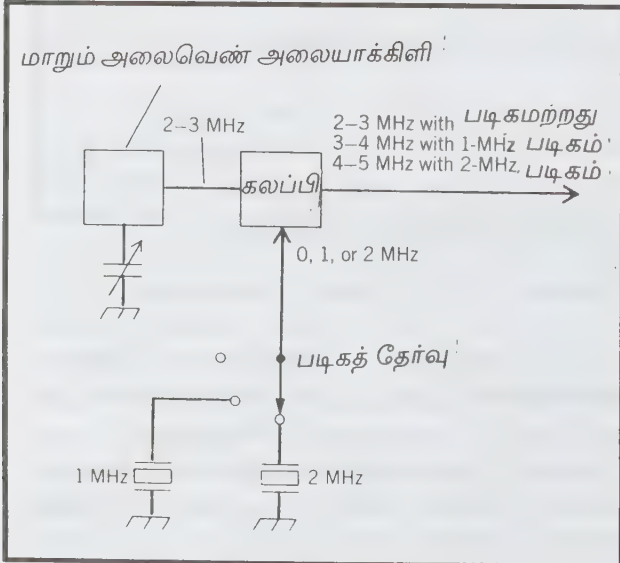 மாறும் அலைவெண் அலையாக்கிளி
2–3 MHz
2–3 MHz with படிகமற்றது
3–4 MHz with 1-MHz படிகம்
4–5 MHz with 2-MHz, படிகம்
கலப்பி
0, 1, or 2 MHz
படிகத் தேர்வு
1 MHz
2 MHz